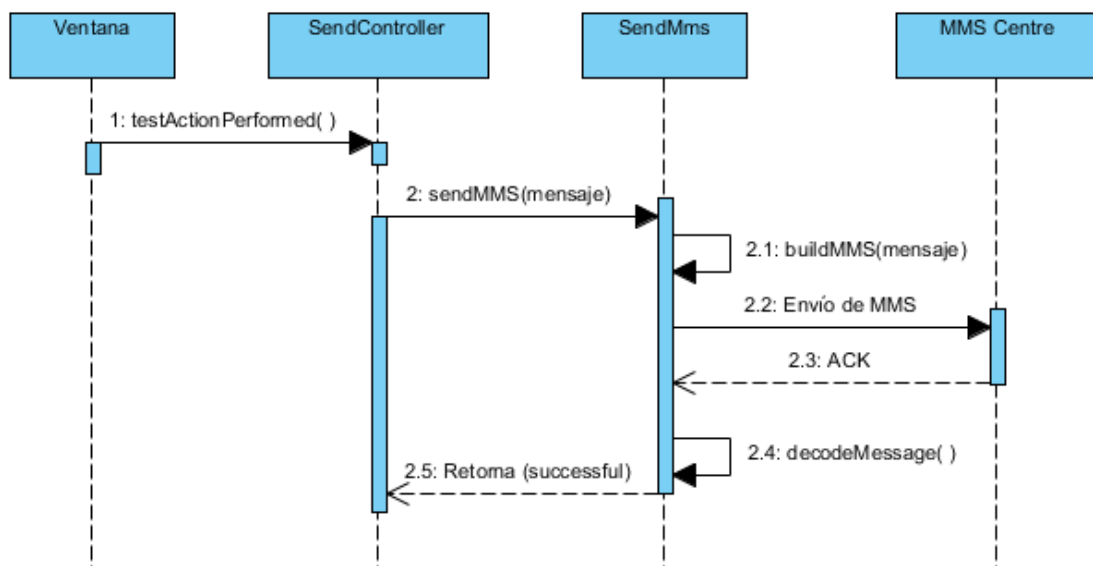 Ventana
SendController
SendMms
MMS Centre
1: testActionPerformed( )
2: sendMMS(mensaje)
2.1: buildMMS(mensaje)
2.2: Envío de MMS
2.3: ACK
2.4: decodeMessage( )
2.5: Retorna (successful)